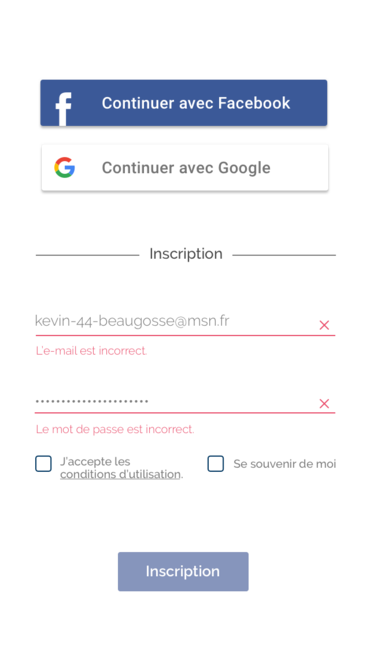 Continuer avec Facebook
Continuer avec Google
Inscription
kevin-44-beaugosse@msn.fr
L'e-mail est incorrect.
••••••••••••••••••••••
Le mot de passe est incorrect.
J'accepte les
conditions d'utilisation.
Se souvenir de moi
Inscription